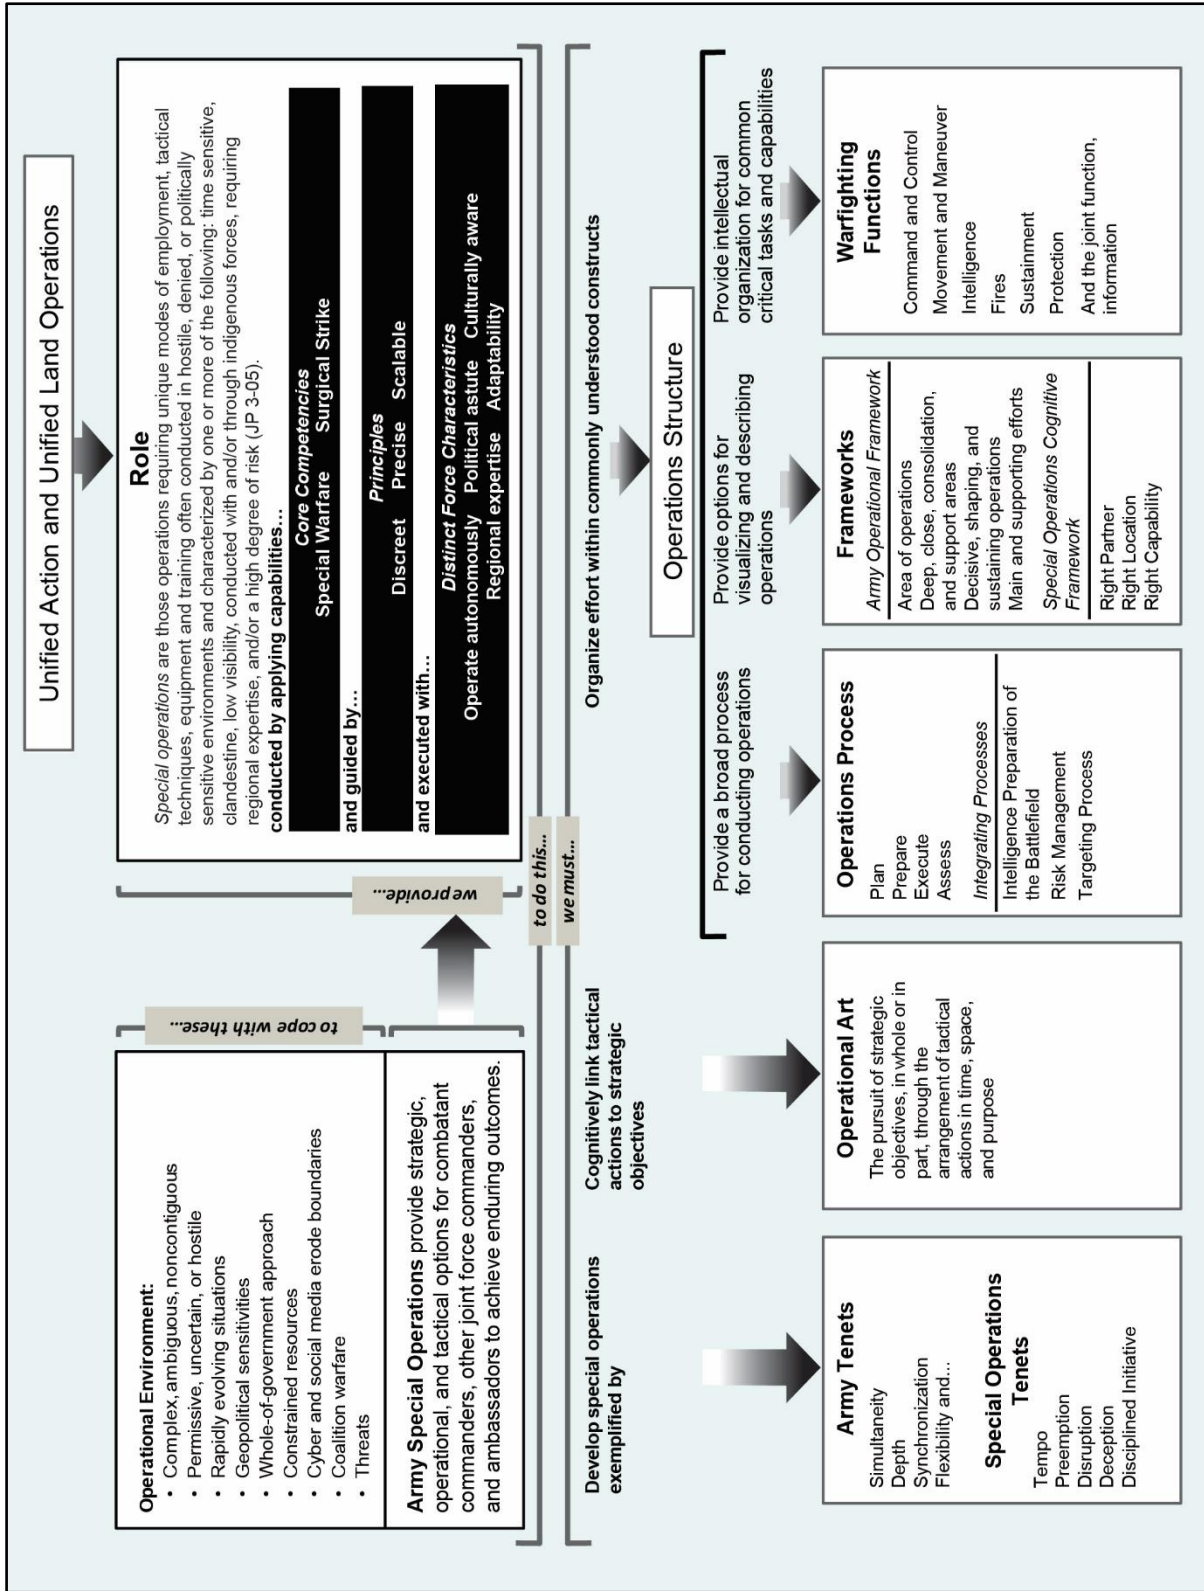 Unified Action and Unified Land Operations
Operational Environment:
• Complex, ambiguous, noncontiguous
• Permissive, uncertain, or hostile
• Rapidly evolving situations
• Geopolitical sensitivities
• Whole-of-government approach
• Constrained resources
• Cyber and social media erode boundaries
• Coalition warfare
• Threats
to cope with these...
Army Special Operations provide strategic,
operational, and tactical options for combatant
commanders, other joint force commanders,
and ambassadors to achieve enduring outcomes.
we provide...
Role
Special operations are those operations requiring unique modes of employment, tactical
techniques, equipment and training often conducted in hostile, denied, or politically
sensitive environments and characterized by one or more of the following: time sensitive,
clandestine, low visibility, conducted with and/or through indigenous forces, requiring
regional expertise, and/or a high degree of risk (JP 3-05).
conducted by applying capabilities...
Core Competencies
Special Warfare Surgical Strike
and guided by...
Principles
Discreet Precise Scalable
and executed with...
Distinct Force Characteristics
Operate autonomously Political astute Culturally aware
Regional expertise Adaptability
to do this...
we must...
Develop special operations
exemplified by
Cognitively link tactical
actions to strategic
objectives
Organize effort within commonly understood constructs
Operations Structure
Provide a broad process
for conducting operations
Provide options for
visualizing and describing
operations
Provide intellectual
organization for common
critical tasks and capabilities
Army Tenets
Simultaneity
Depth
Synchronization
Flexibility and...
Special Operations
Tenets
Tempo
Preemption
Disruption
Deception
Disciplined Initiative
Operational Art
The pursuit of strategic
objectives, in whole or in
part, through the
arrangement of tactical
actions in time, space,
and purpose
Operations Process
Plan
Prepare
Execute
Assess
Integrating Processes
Intelligence Preparation of
the Battlefield
Risk Management
Targeting Process
Frameworks
Army Operational Framework
Area of operations
Deep, close, consolidation,
and support areas
Decisive, shaping, and
sustaining operations
Main and supporting efforts
Special Operations Cognitive
Framework
Right Partner
Right Location
Right Capability
Warfighting
Functions
Command and Control
Movement and Maneuver
Intelligence
Fires
Sustainment
Protection
And the joint function,
information